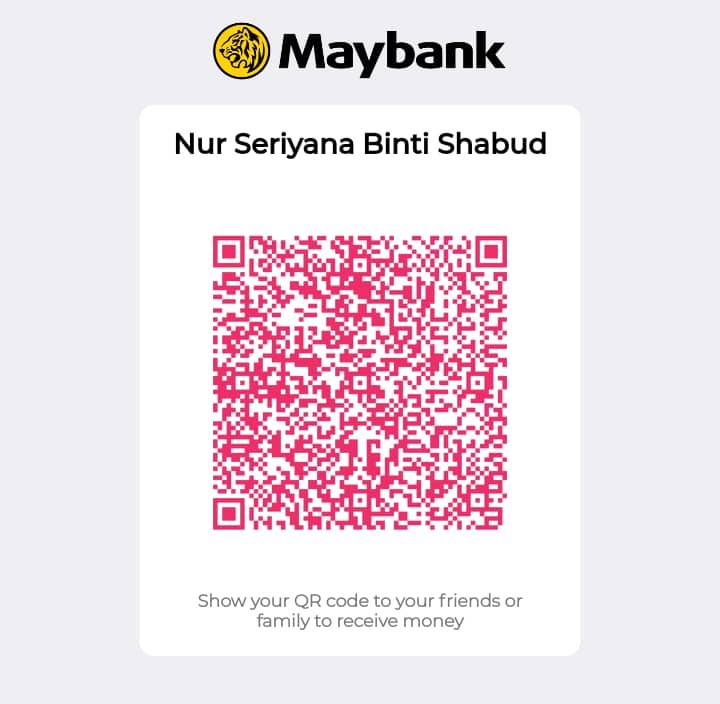 Maybank
Nur Seriyana Binti Shabud
Show your QR code to your friends or
family to receive money